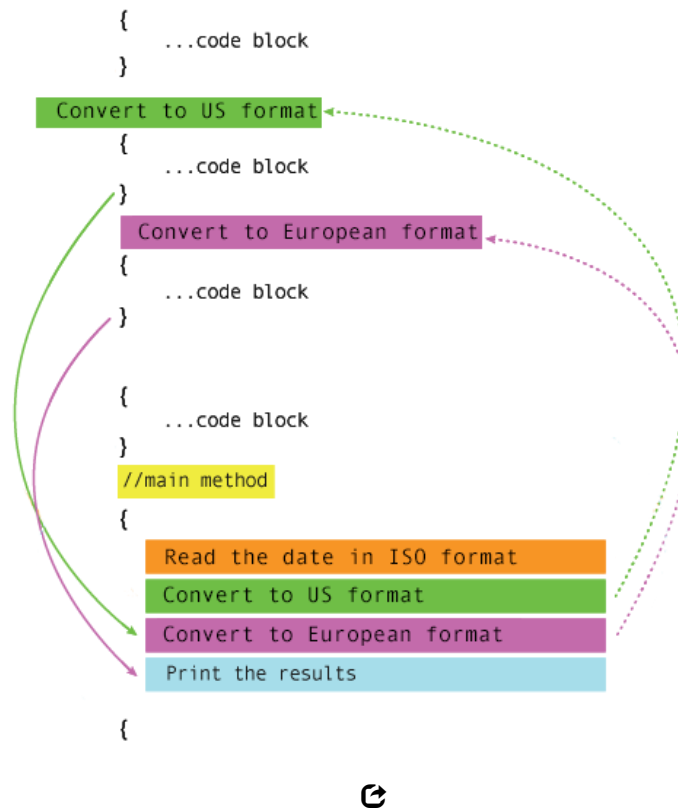 {
...code block
}
Convert to US format
{
...code block
}
Convert to European format
{
...code block
}
{
...code block
}
//main method
{
Read the date in ISO format
Convert to US format
Convert to European format
Print the results
{